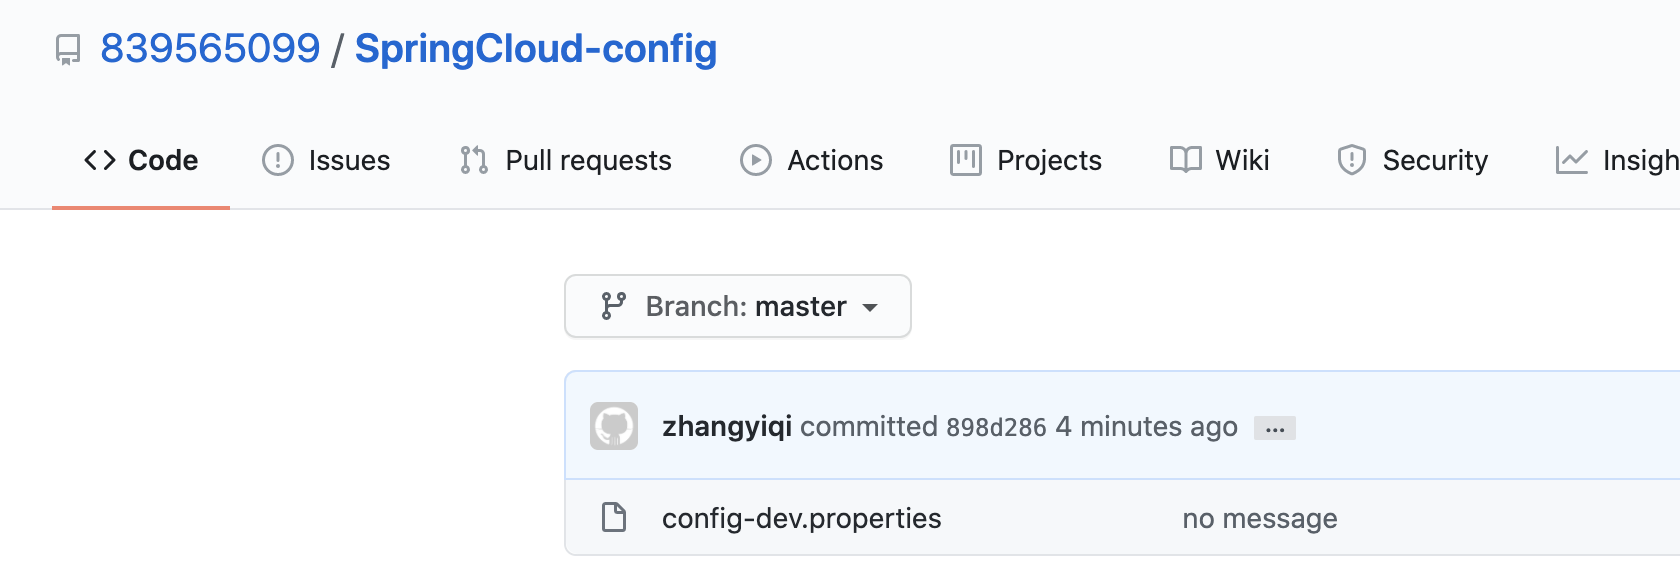 839565099 / SpringCloud-config
Code Issues Pull requests Actions Projects Wiki Security Insigh
Branch: master
zhangyiqi committed 898d286 4 minutes ago ...
config-dev.properties no message